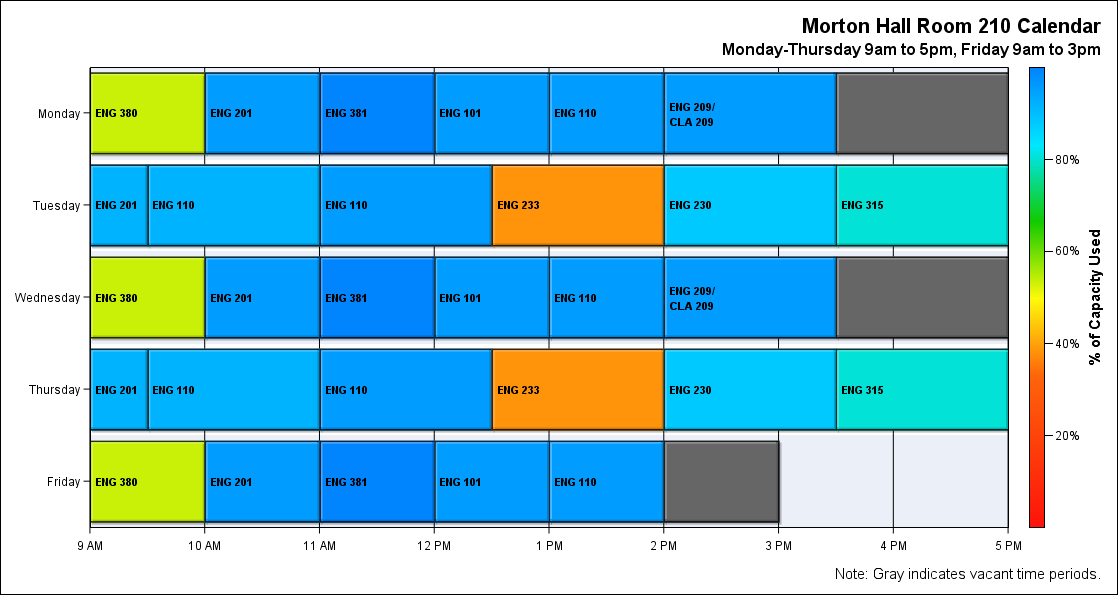 Morton Hall Room 210 Calendar
Monday-Thursday 9am to 5pm, Friday 9am to 3pm
Monday
ENG 380
ENG 201
ENG 381
ENG 101
ENG 110
ENG 209/
CLA 209
Tuesday
ENG 201
ENG 110
ENG 110
ENG 233
ENG 230
ENG 315
Wednesday
ENG 380
ENG 201
ENG 381
ENG 101
ENG 110
ENG 209/
CLA 209
Thursday
ENG 201
ENG 110
ENG 110
ENG 233
ENG 230
ENG 315
Friday
ENG 380
ENG 201
ENG 381
ENG 101
ENG 110
9 AM
10 AM
11 AM
12 PM
1 PM
2 PM
3 PM
4 PM
5 PM
80%
60%
40%
20%
% of Capacity Used
Note: Gray indicates vacant time periods.